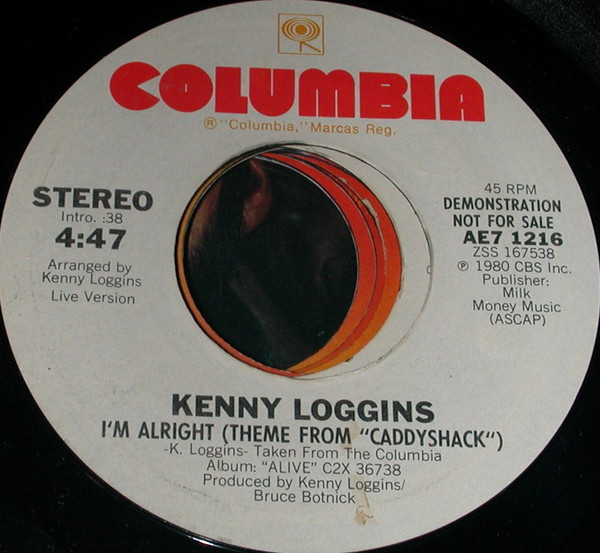 COLUMBIA
® "Columbia," Marcas Reg.
STEREO
Intro. :38
4:47
Arranged by
Kenny Loggins
Live Version
45 RPM
DEMONSTRATION
NOT FOR SALE
AE7 1216
ZSS 167538
℗ 1980 CBS Inc.
Publisher:
Milk
Money Music
(ASCAP)
KENNY LOGGINS
I'M ALRIGHT (THEME FROM "CADDYSHACK")
-K. Loggins- Taken From The Columbia
Album: "ALIVE" C2X 36738
Produced by Kenny Loggins/
Bruce Botnick